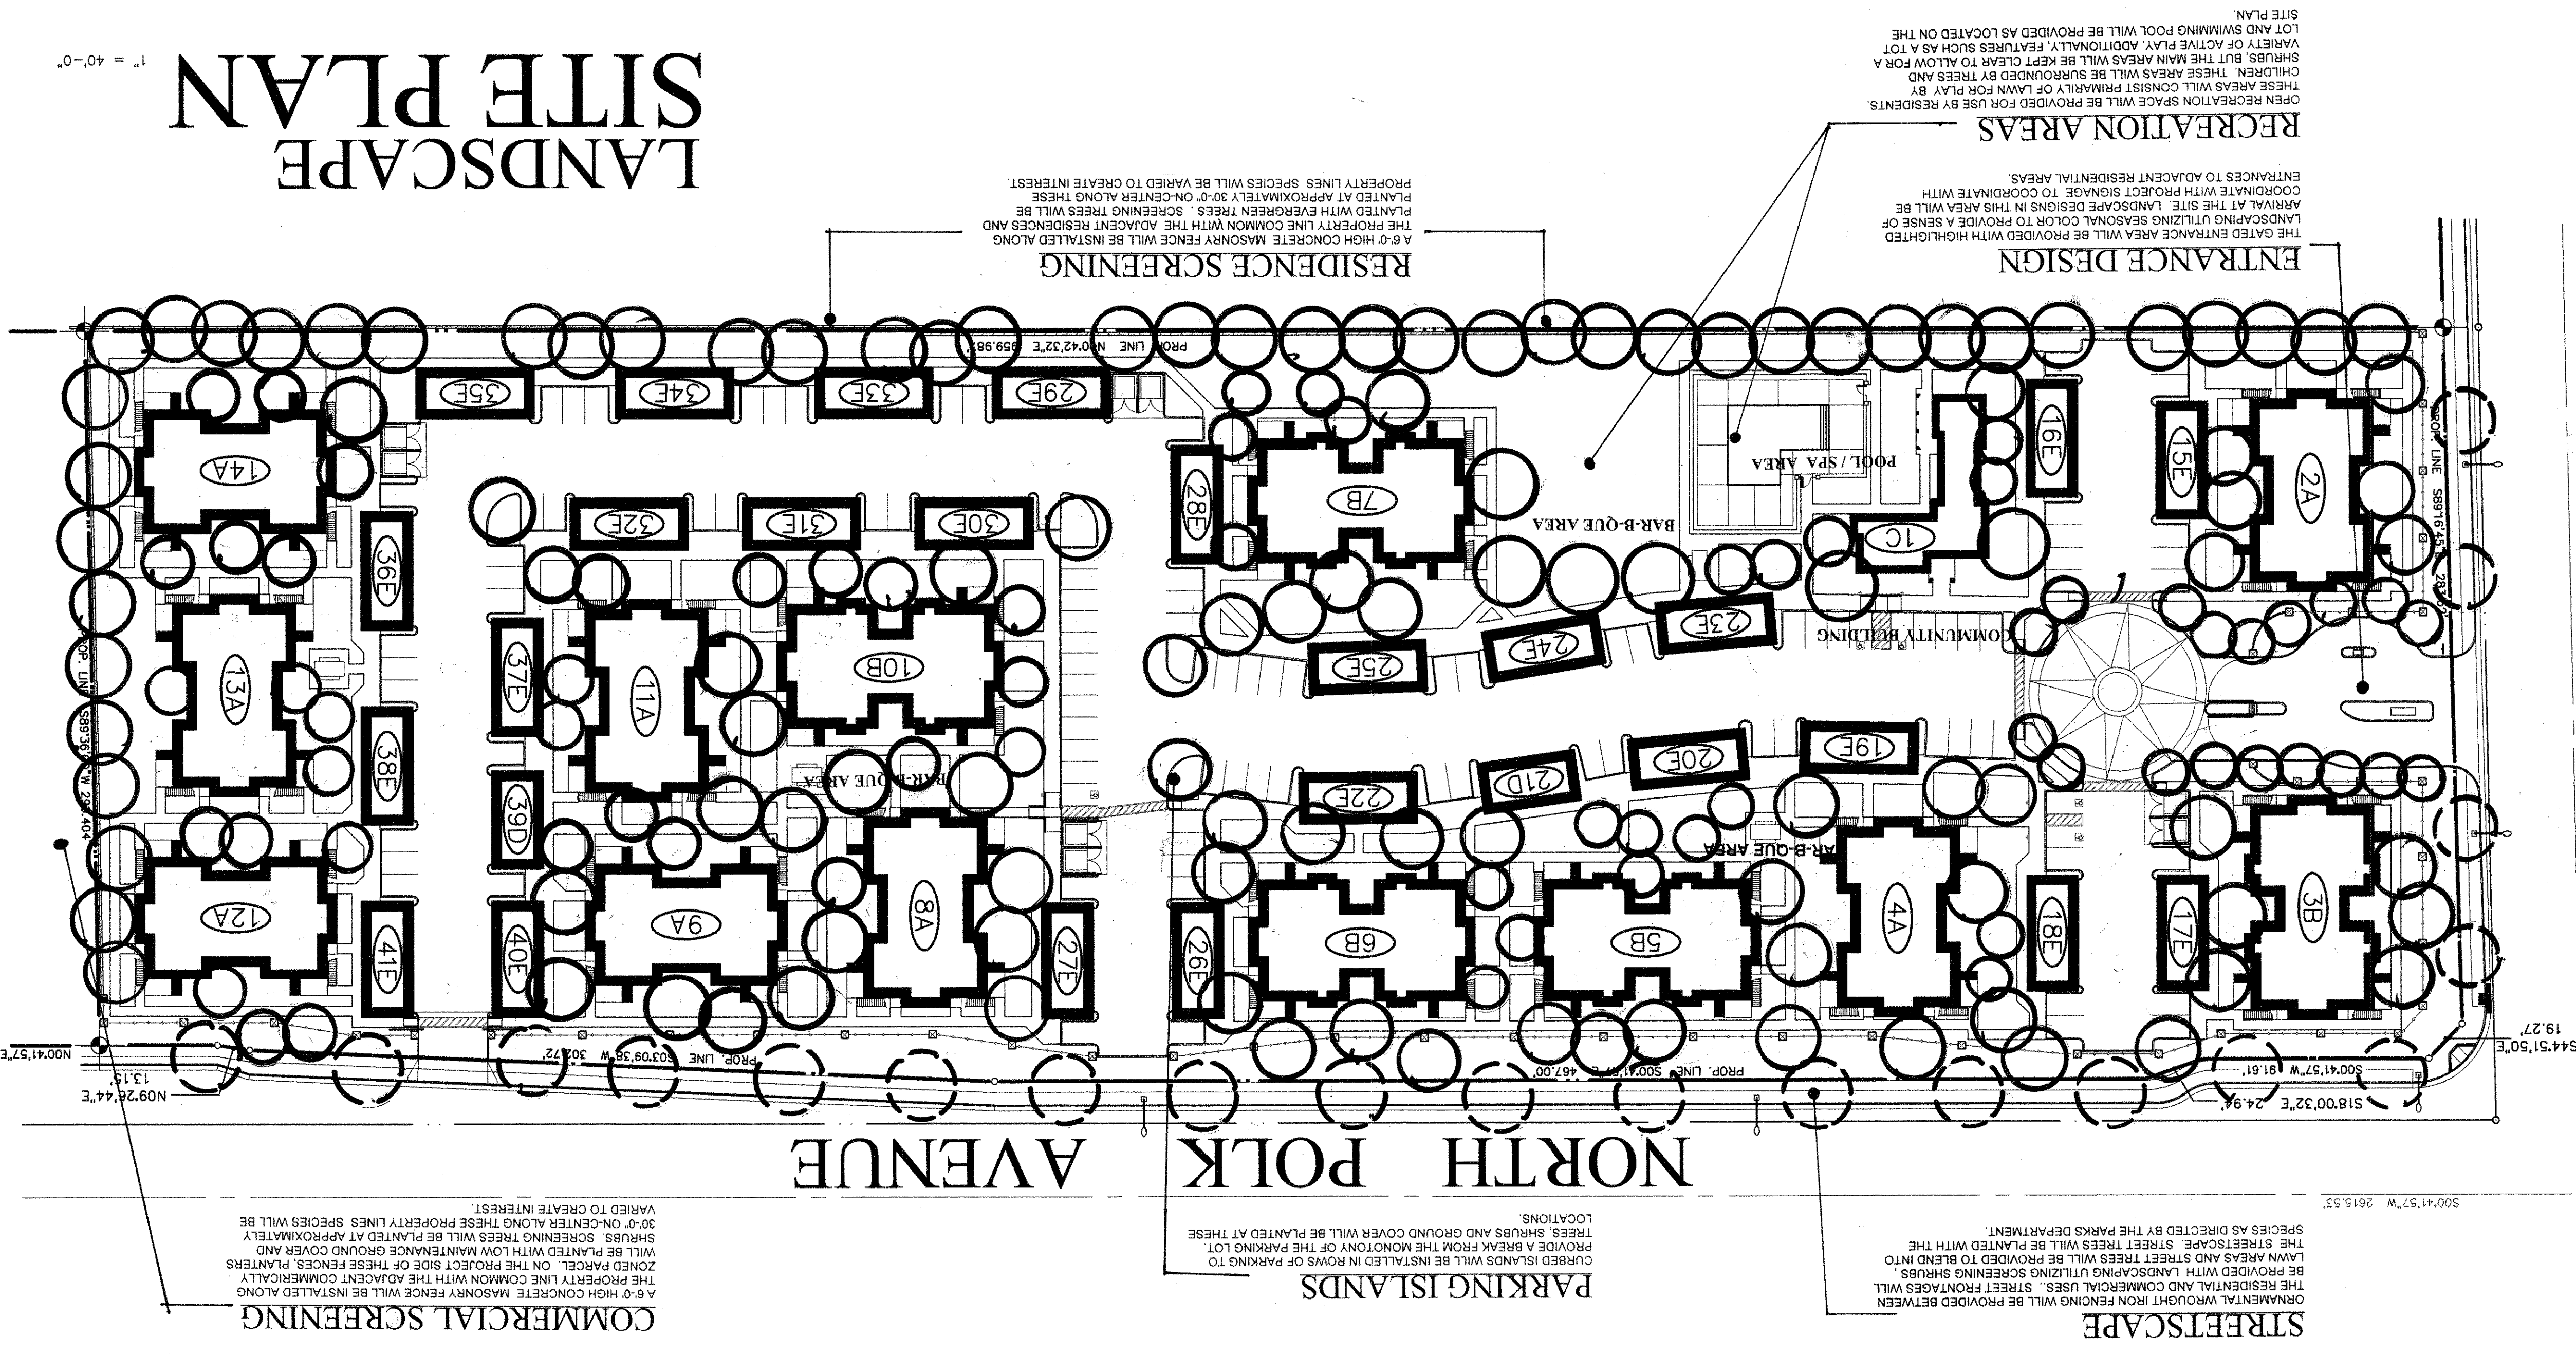 STREETSCAPE
ORNAMENTAL WROUGHT IRON FENCING WILL BE PROVIDED BETWEEN
THE RESIDENTIAL AND COMMERCIAL USES.. STREET FRONTAGES WILL
BE PROVIDED WITH LANDSCAPING UTILIZING SCREENING SHRUBS ,
LAWN AREAS AND STREET TREES WILL BE PROVIDED TO BLEND INTO
THE STREETSCAPE. STREET TREES WILL BE PLANTED WITH THE
SPECIES AS DIRECTED BY THE PARKS DEPARTMENT.
PARKING ISLANDS
CURBED ISLANDS WILL BE INSTALLED IN ROWS OF PARKING TO
PROVIDE A BREAK FROM THE MONOTONY OF THE PARKING LOT.
TREES, SHRUBS AND GROUND COVER WILL BE PLANTED AT THESE
LOCATIONS.
COMMERCIAL SCREENING
A 6'-0' HIGH CONCRETE MASONRY FENCE WILL BE INSTALLED ALONG
THE PROPERTY LINE COMMON WITH THE ADJACENT COMMERICALLY
ZONED PARCEL. ON THE PROJECT SIDE OF THESE FENCES, PLANTERS
WILL BE PLANTED WITH LOW MAINTENANCE GROUND COVER AND
SHRUBS. SCREENING TREES WILL BE PLANTED AT APPROXIMATELY
30'-0" ON-CENTER ALONG THESE PROPERTY LINES SPECIES WILL BE
VARIED TO CREATE INTEREST.
S00°41'57"W 2615.53'
NORTH POLK AVENUE
S44°51'50"E
19.27'
S18°00'32"E 24.94'
S00°41'57"W 91.61'
PROP. LINE S00°41'57"E 467.00'
PROP. LINE S03°09'38"W 302.72'
N09°26'44"E
13.15'
N00°41'57"E
3B
17E
18E
4A
5B
6B
26E
27E
8A
9A
40E
41E
12A
BAR-B-QUE AREA
19E
20E
21D
22E
BAR-B-QUE AREA
39D
38E
COMMUNITY BUILDING
23E
24E
25E
10B
11A
37E
13A
36E
2A
15E
16E
1C
POOL / SPA AREA
BAR-B-QUE AREA
7B
28E
30E
31E
32E
14A
29E
33E
34E
35E
PROP. LINE
PROP LINE N00°42'32"E 959.98'
ENTRANCE DESIGN
THE GATED ENTRANCE AREA WILL BE PROVIDED WITH HIGHLIGHTED
LANDSCAPING UTILIZING SEASONAL COLOR TO PROVIDE A SENSE OF
ARRIVAL AT THE SITE. LANDSCAPE DESIGNS IN THIS AREA WILL BE
COORDINATE WITH PROJECT SIGNAGE TO COORDINATE WITH
ENTRANCES TO ADJACENT RESIDENTIAL AREAS.
RESIDENCE SCREENING
A 6'-0' HIGH CONCRETE MASONRY FENCE WILL BE INSTALLED ALONG
THE PROPERTY LINE COMMON WITH THE ADJACENT RESIDENCES AND
PLANTED WITH EVERGREEN TREES . SCREENING TREES WILL BE
PLANTED AT APPROXIMATELY 30'-0" ON-CENTER ALONG THESE
PROPERTY LINES SPECIES WILL BE VARIED TO CREATE INTEREST.
RECREATION AREAS
OPEN RECREATION SPACE WILL BE PROVIDED FOR USE BY RESIDENTS.
THESE AREAS WILL CONSIST PRIMARILY OF LAWN FOR PLAY BY
CHILDREN. THESE AREAS WILL BE SURROUNDED BY TREES AND
SHRUBS, BUT THE MAIN AREAS WILL BE KEPT CLEAR TO ALLOW FOR A
VARIETY OF ACTIVE PLAY. ADDITIONALLY, FEATURES SUCH AS A TOT
LOT AND SWIMMING POOL WILL BE PROVIDED AS LOCATED ON THE
SITE PLAN.
LANDSCAPE
SITE PLAN
1" = 40'-0"